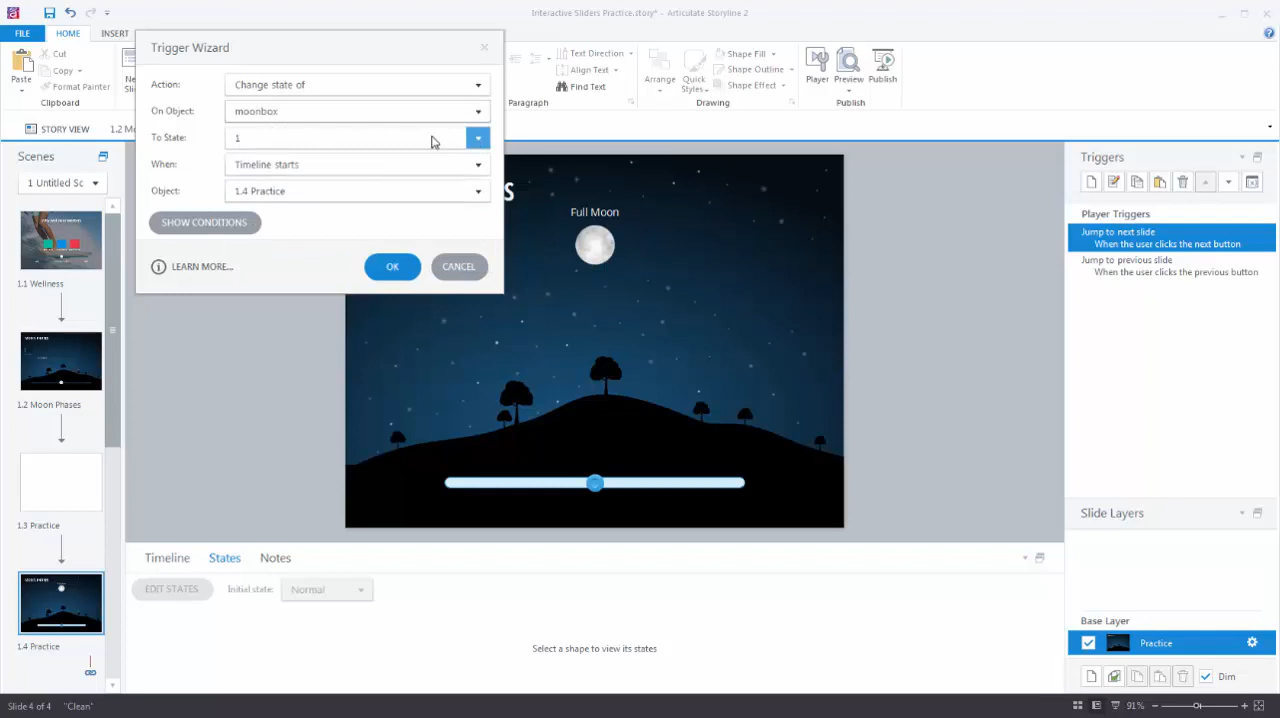 Interactive Sliders Practice.story* - Articulate Storyline 2
FILE
HOME
INSERT
Trigger Wizard
Cut
Copy
Format Painter
Paste
Clipboard
Text Direction
Align Text
Find Text
Paragraph
Arrange
Quick
Styles
Shape Fill
Shape Outline
Shape Effect
Drawing
Player
Preview
Publish
Publish
Action:
Change state of
On Object:
moonbox
To State:
1
When:
Timeline starts
Object:
1.4 Practice
SHOW CONDITIONS
LEARN MORE...
OK
CANCEL
STORY VIEW
Scenes
1 Untitled Sc
1.1 Wellness
1.2 Moon Phases
1.3 Practice
1.4 Practice
S
Full Moon
Timeline
States
Notes
EDIT STATES
Initial state:
Normal
Select a shape to view its states
Triggers
Player Triggers
Jump to next slide
When the user clicks the next button
Jump to previous slide
When the user clicks the previous button
Slide Layers
Base Layer
Practice
Dim
Slide 4 of 4
"Clean"
91%